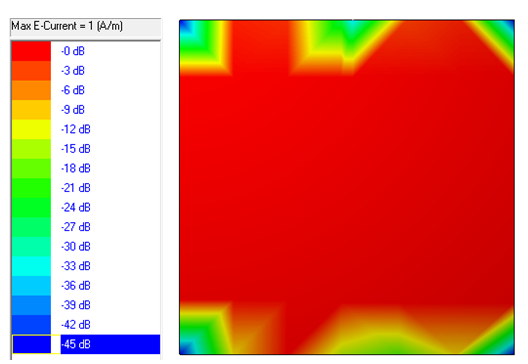 Max E-Current = 1 (A/m)
-0 dB
-3 dB
-6 dB
-9 dB
-12 dB
-15 dB
-18 dB
-21 dB
-24 dB
-27 dB
-30 dB
-33 dB
-36 dB
-39 dB
-42 dB
-45 dB